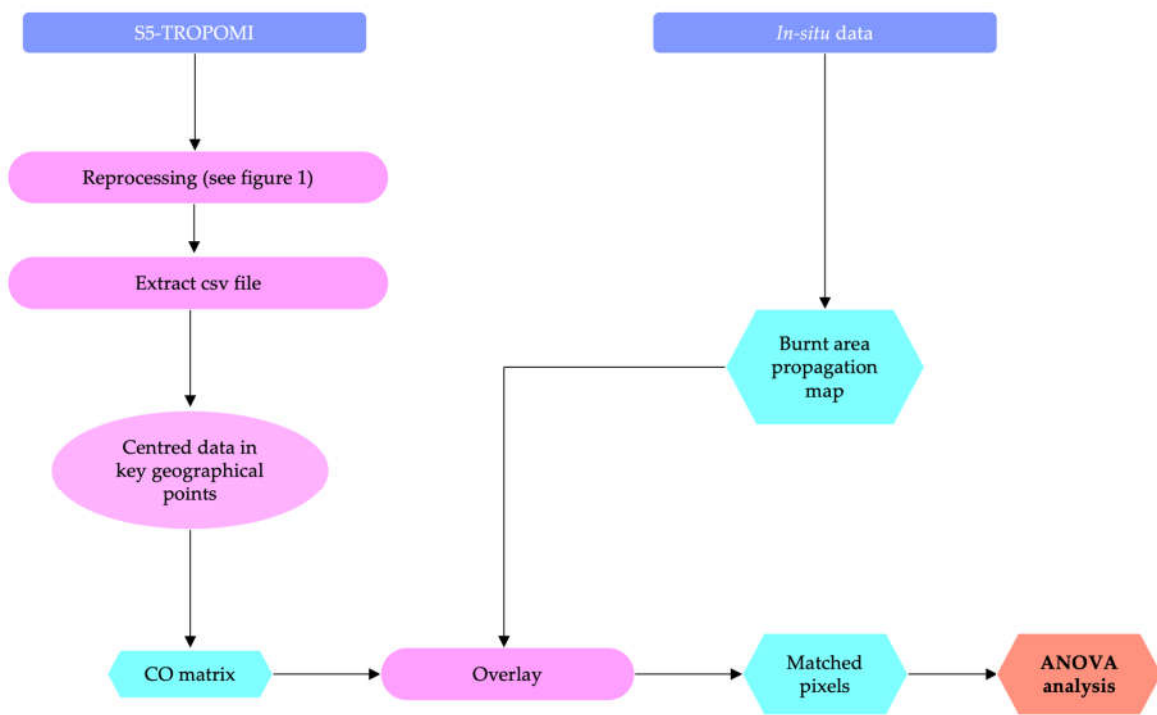 S5-TROPOMI
In-situ data
Reprocessing (see figure 1)
Extract csv file
Burnt area
propagation
map
Centred data in
key geographical
points
CO matrix
Overlay
Matched
pixels
ANOVA
analysis